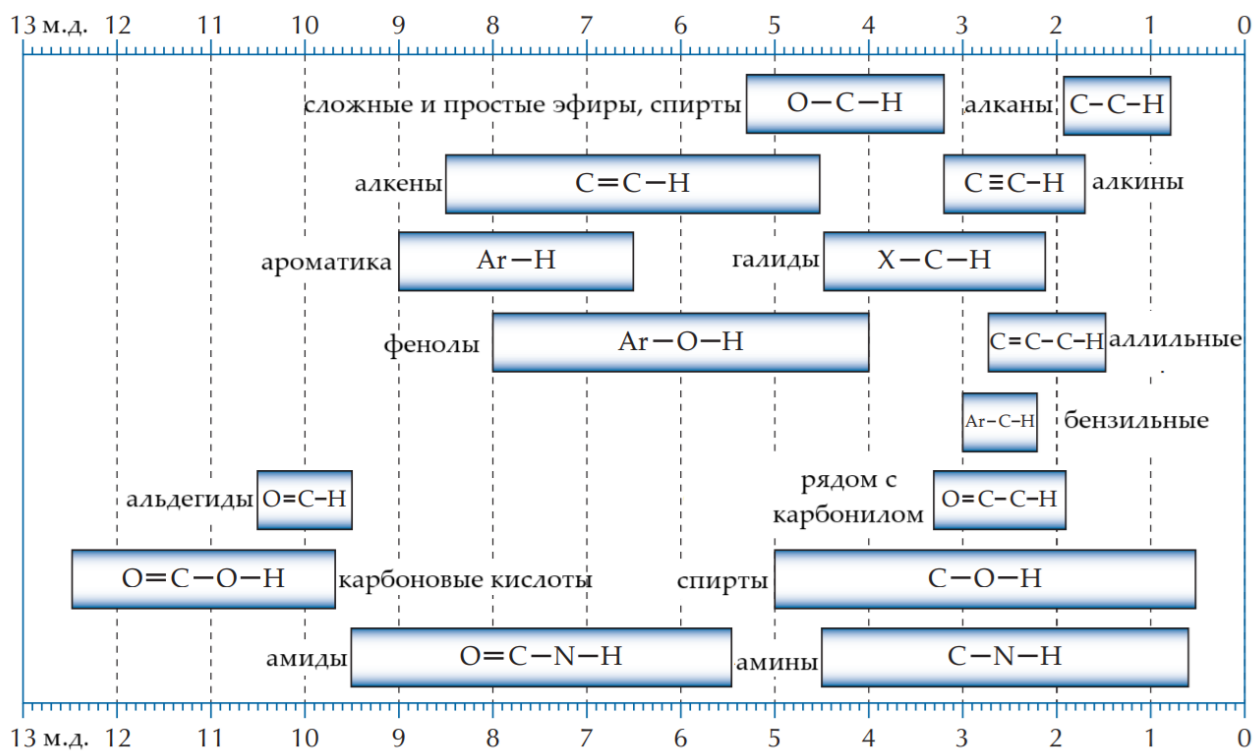 13 м.д. 12 11 10 9 8 7 6 5 4 3 2 1 0
сложные и простые эфиры, спирты O–C–H алканы C–C–H
алкены C=C–H C≡C–H алкины
ароматика Ar–H галиды X–C–H
фенолы Ar–O–H C=C–C–H аллильные
Ar–C–H бензильные
альдегиды O=C–H рядом с
карбонилом O=C–C–H
O=C–O–H карбоновые кислоты спирты C–O–H
амиды O=C–N–H амины C–N–H
13 м.д. 12 11 10 9 8 7 6 5 4 3 2 1 0